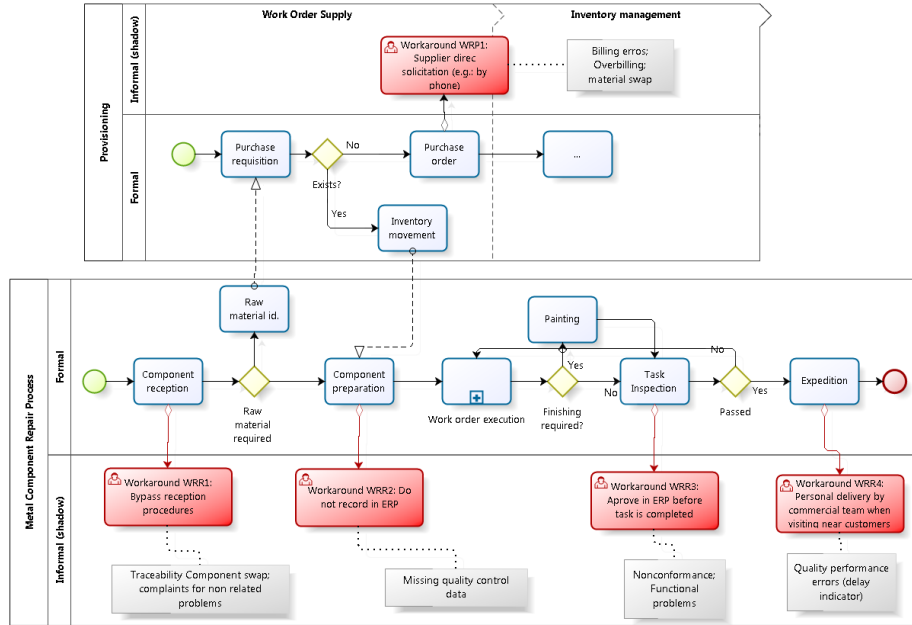 Work Order Supply
Inventory management
Provisioning
Informal (shadow)
Workaround WRP1:
Supplier direc
solicitation (e.g.: by
phone)
Billing erros;
Overbilling;
material swap
Formal
Purchase
requisition
Exists?
No
Yes
Purchase
order
...
Inventory
movement
Metal Component Repair Process
Formal
Raw
material id.
Component
reception
Raw
material
required
Component
preparation
Work order execution
Painting
Yes
Finishing
required?
No
Task
Inspection
No
Passed
Yes
Expedition
Informal (shadow)
Workaround WRR1:
Bypass reception
procedures
Workaround WRR2: Do
not record in ERP
Workaround WRR3:
Aprove in ERP before
task is completed
Workaround WRR4:
Personal delivery by
commercial team when
visiting near customers
Traceability Component swap;
complaints for non related
problems
Missing quality control
data
Nonconformance;
Functional
problems
Quality performance
errors (delay
indicator)